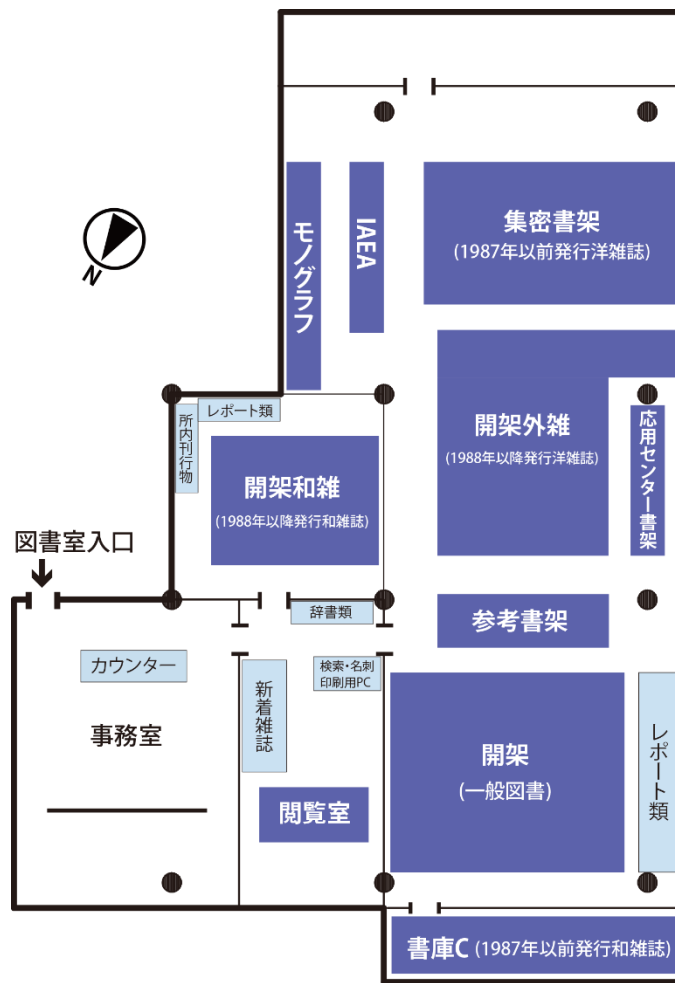 集密書架
(1987年以前発行洋雑誌)
モノグラフ
IAEA
N
レポート類
所内刊行物
開架和雑
(1988年以降発行和雑誌)
開架外雑
(1988年以降発行洋雑誌)
応用センター書架
図書室入口
辞書類
参考書架
カウンター
検索・名刺
印刷用PC
新着雑誌
事務室
開架
(一般図書)
レポート類
閲覧室
書庫C (1987年以前発行和雑誌)